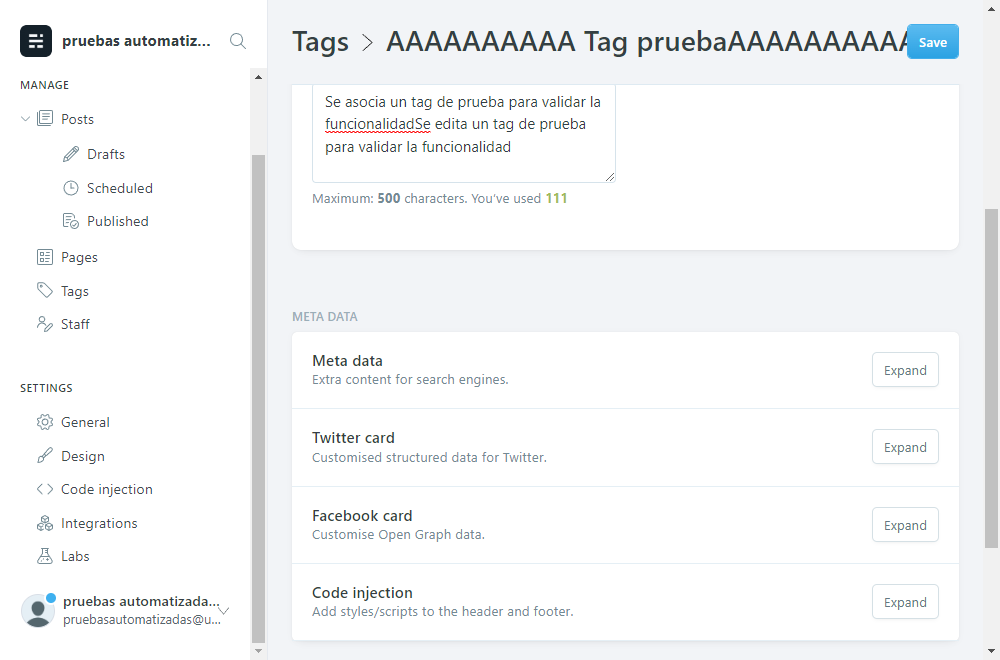 pruebas automatiz...
MANAGE
Posts
Drafts
Scheduled
Published
Pages
Tags
Staff
SETTINGS
General
Design
Code injection
Integrations
Labs
pruebas automatizada...
pruebasautomatizadas@u...
Tags > AAAAAAAAAA Tag pruebaAAAAAAAAAA
Save
Se asocia un tag de prueba para validar la
funcionalidadSe edita un tag de prueba
para validar la funcionalidad
Maximum: 500 characters. You've used 111
META DATA
Meta data
Extra content for search engines.
Expand
Twitter card
Customised structured data for Twitter.
Expand
Facebook card
Customise Open Graph data.
Expand
Code injection
Add styles/scripts to the header and footer.
Expand